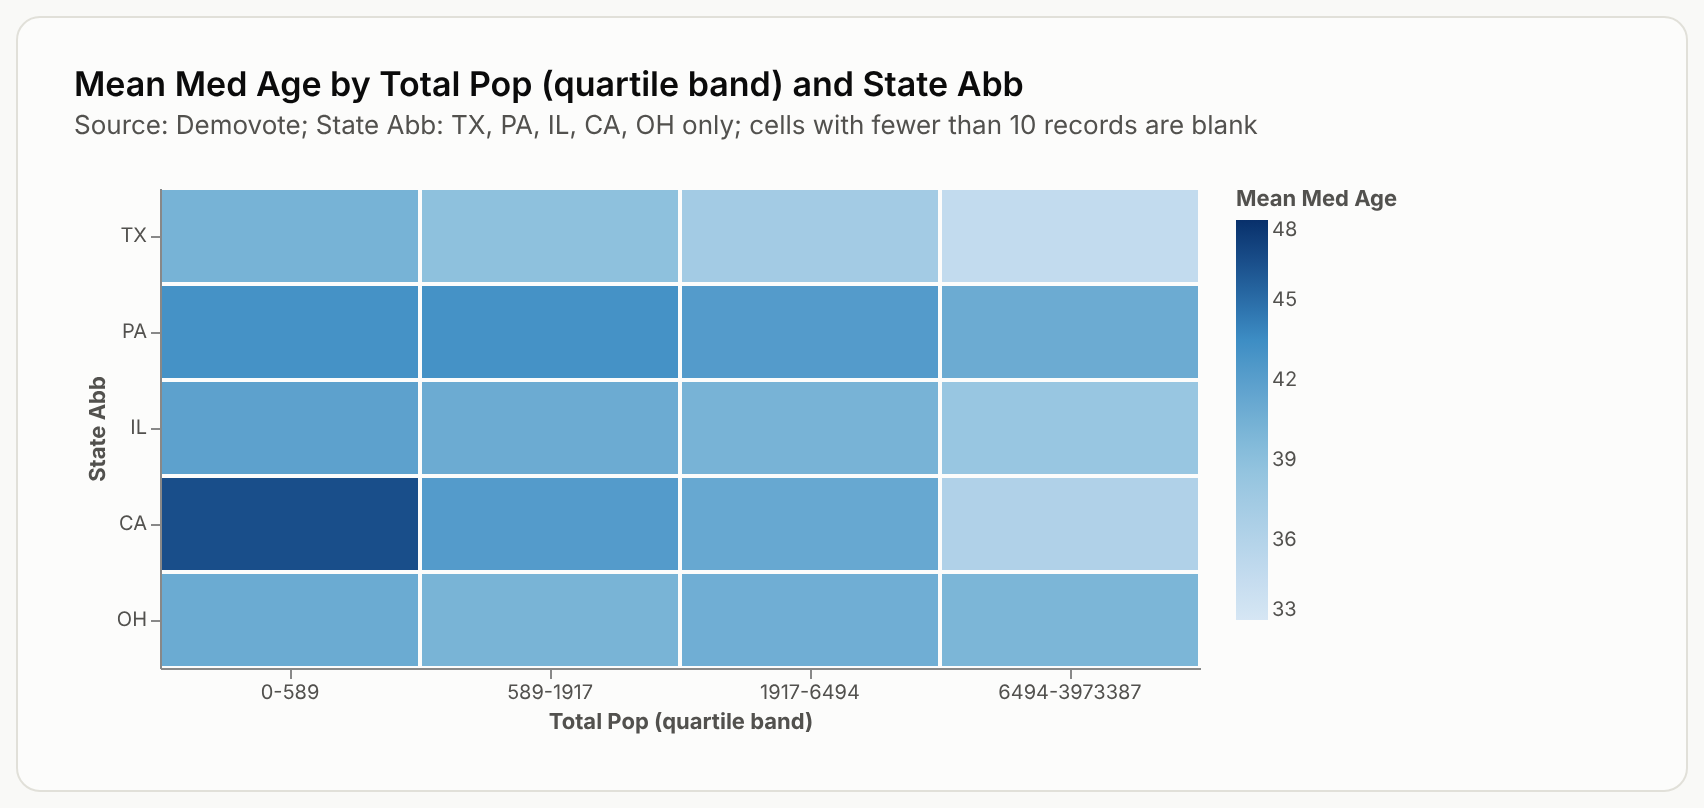 Mean Med Age by Total Pop (quartile band) and State Abb
Source: Demovote; State Abb: TX, PA, IL, CA, OH only; cells with fewer than 10 records are blank
Mean Med Age
48
45
42
39
36
33
State Abb
TX
PA
IL
CA
OH
0-589
589-1917
1917-6494
6494-3973387
Total Pop (quartile band)